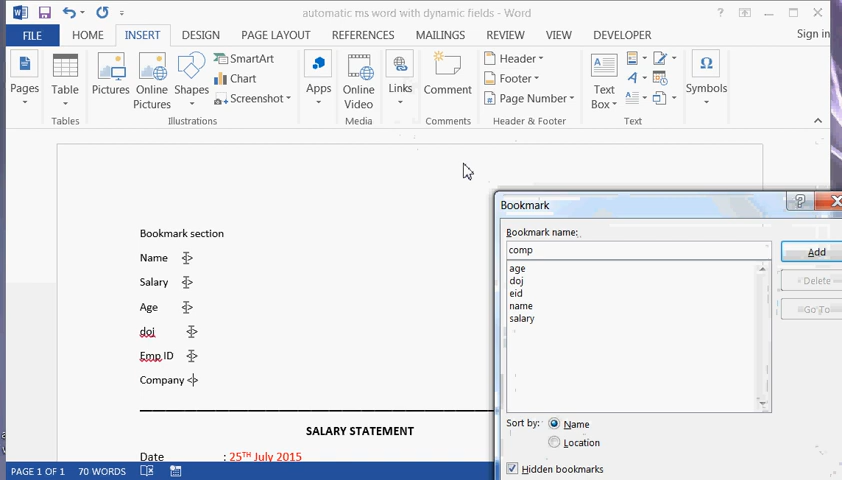 automatic ms word with dynamic fields - Word
FILE HOME INSERT DESIGN PAGE LAYOUT REFERENCES MAILINGS REVIEW VIEW DEVELOPER Sign in
Pages
Table
Pictures
Online Pictures
Shapes
SmartArt
Chart
Screenshot
Apps
Online Video
Links
Comment
Header
Footer
Page Number
Text Box
Symbols
Tables
Illustrations
Media
Comments
Header & Footer
Text
Bookmark section
Name
Salary
Age
doj
Emp ID
Company
SALARY STATEMENT
Date : 25TH July 2015
Bookmark
Bookmark name:
comp
Add
age
doj
eid
name
salary
Delete
Go To
Sort by: Name
Location
Hidden bookmarks
PAGE 1 OF 1 70 WORDS